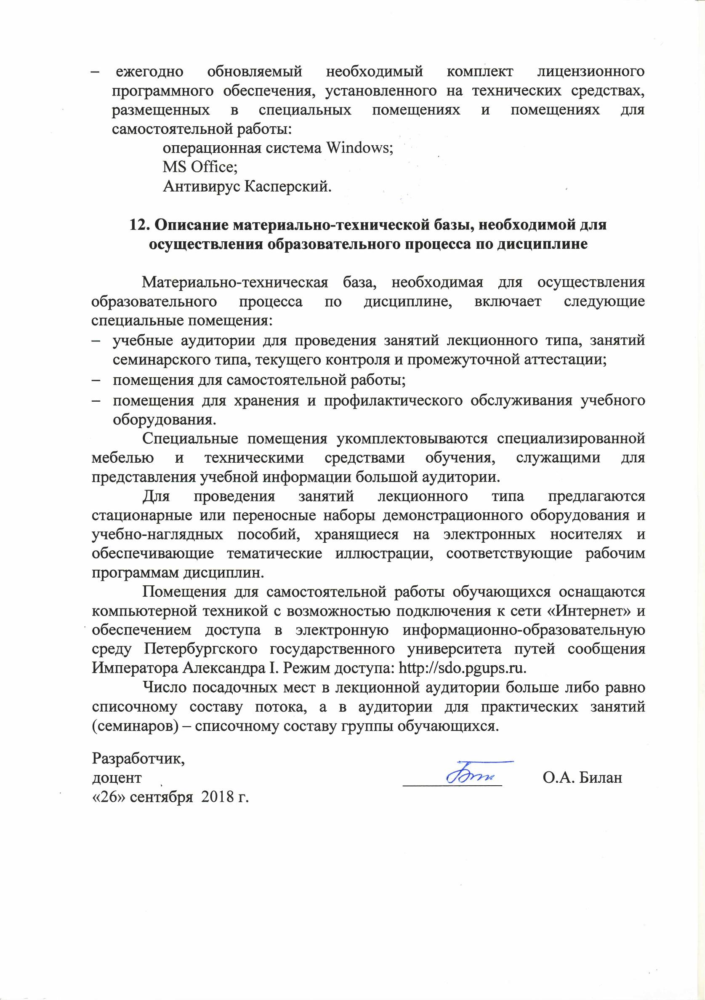 – ежегодно обновляемый необходимый комплект лицензионного
программного обеспечения, установленного на технических средствах,
размещенных в специальных помещениях и помещениях для
самостоятельной работы:
операционная система Windows;
MS Office;
Антивирус Касперский.
12. Описание материально-технической базы, необходимой для
осуществления образовательного процесса по дисциплине
Материально-техническая база, необходимая для осуществления
образовательного процесса по дисциплине, включает следующие
специальные помещения:
– учебные аудитории для проведения занятий лекционного типа, занятий
семинарского типа, текущего контроля и промежуточной аттестации;
– помещения для самостоятельной работы;
– помещения для хранения и профилактического обслуживания учебного
оборудования.
Специальные помещения укомплектовываются специализированной
мебелью и техническими средствами обучения, служащими для
представления учебной информации большой аудитории.
Для проведения занятий лекционного типа предлагаются
стационарные или переносные наборы демонстрационного оборудования и
учебно-наглядных пособий, хранящиеся на электронных носителях и
обеспечивающие тематические иллюстрации, соответствующие рабочим
программам дисциплин.
Помещения для самостоятельной работы обучающихся оснащаются
компьютерной техникой с возможностью подключения к сети «Интернет» и
обеспечением доступа в электронную информационно-образовательную
среду Петербургского государственного университета путей сообщения
Императора Александра I. Режим доступа: http://sdo.pgups.ru.
Число посадочных мест в лекционной аудитории больше либо равно
списочному составу потока, а в аудитории для практических занятий
(семинаров) – списочному составу группы обучающихся.
Разработчик,
доцент О.А. Билан
«26» сентября 2018 г.